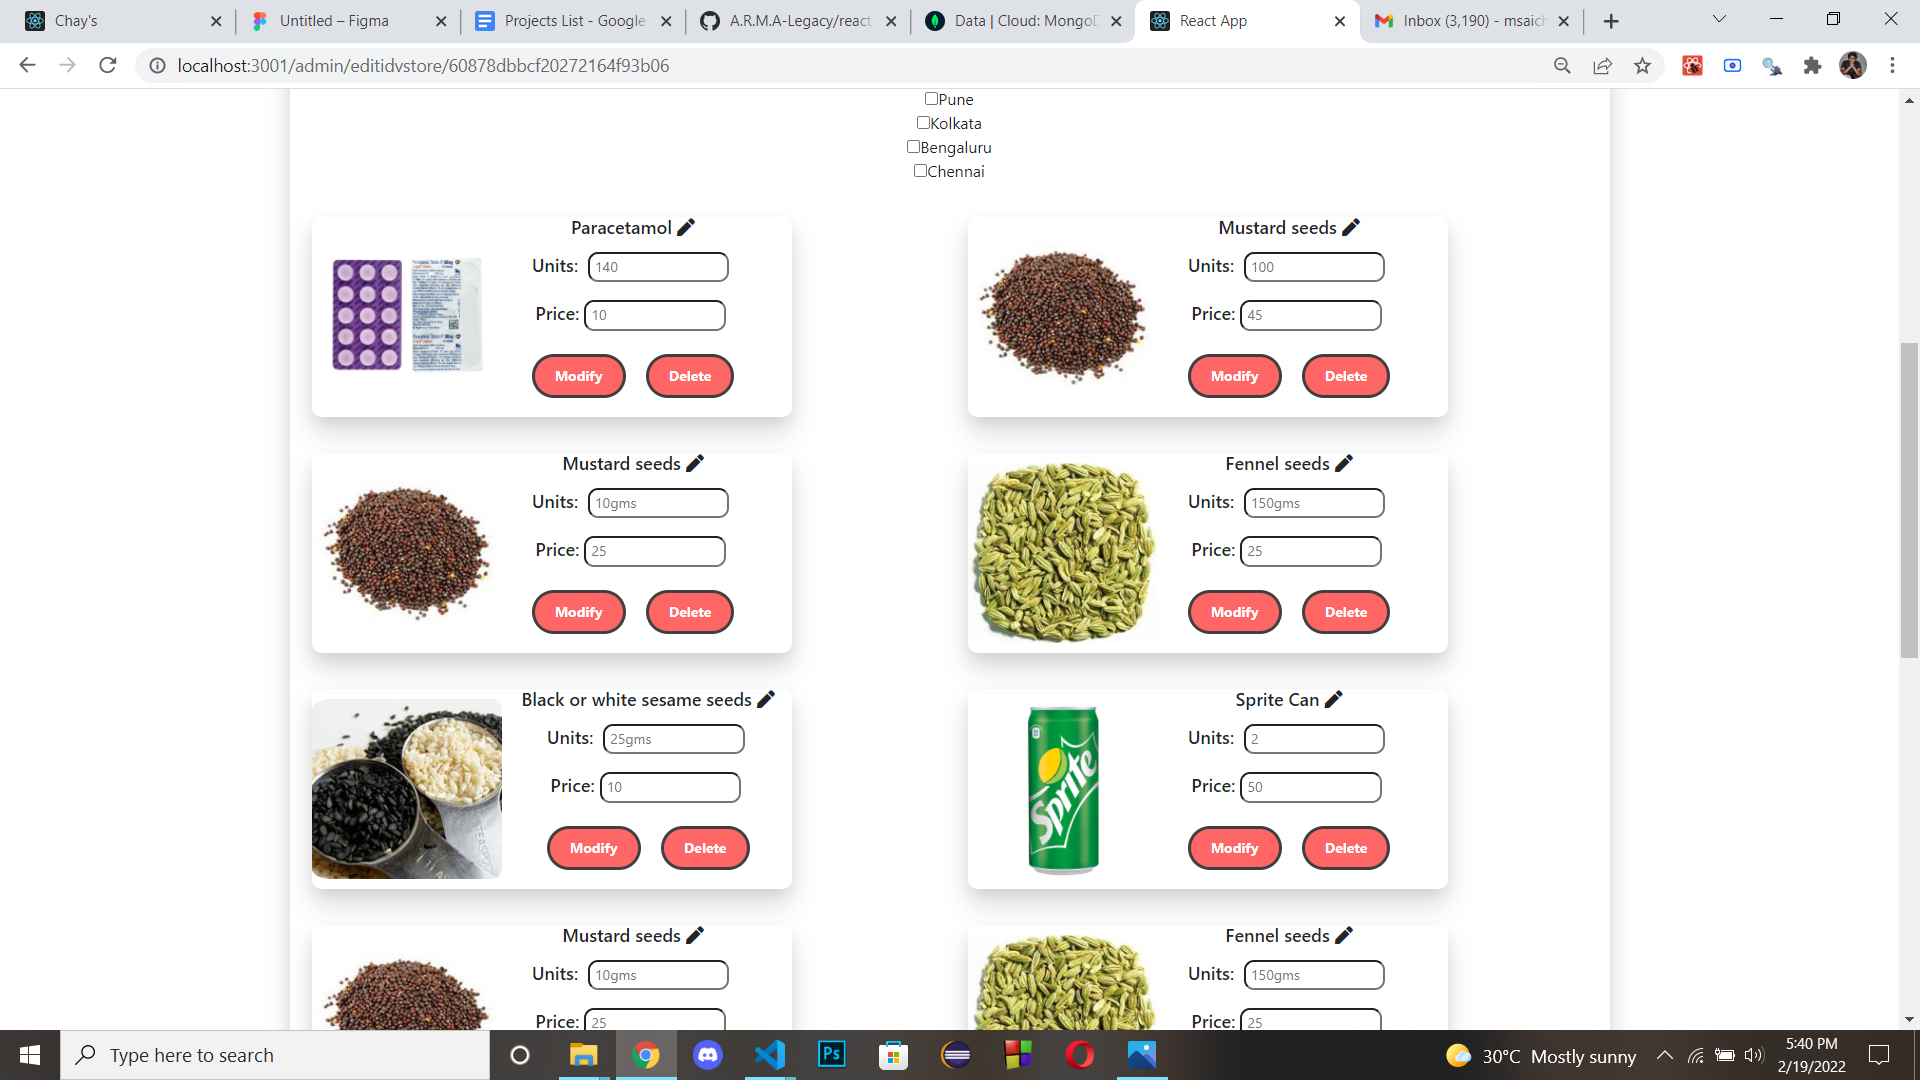 Chay's
Untitled – Figma
Projects List - Google
A.R.M.A-Legacy/react
Data | Cloud: MongoD
React App
Inbox (3,190) - msaich
localhost:3001/admin/editidvstore/60878dbbcf20272164f93b06
Pune
Kolkata
Bengaluru
Chennai
Paracetamol
Units: 140
Price: 10
Modify Delete
Mustard seeds
Units: 100
Price: 45
Modify Delete
Mustard seeds
Units: 10gms
Price: 25
Modify Delete
Fennel seeds
Units: 150gms
Price: 25
Modify Delete
Black or white sesame seeds
Units: 25gms
Price: 10
Modify Delete
TEASPOON
Sprite Can
Units: 2
Price: 50
Modify Delete
Sprite
Mustard seeds
Units: 10gms
Price: 25
Fennel seeds
Units: 150gms
Price: 25
Type here to search
Ps
30°C Mostly sunny
5:40 PM
2/19/2022